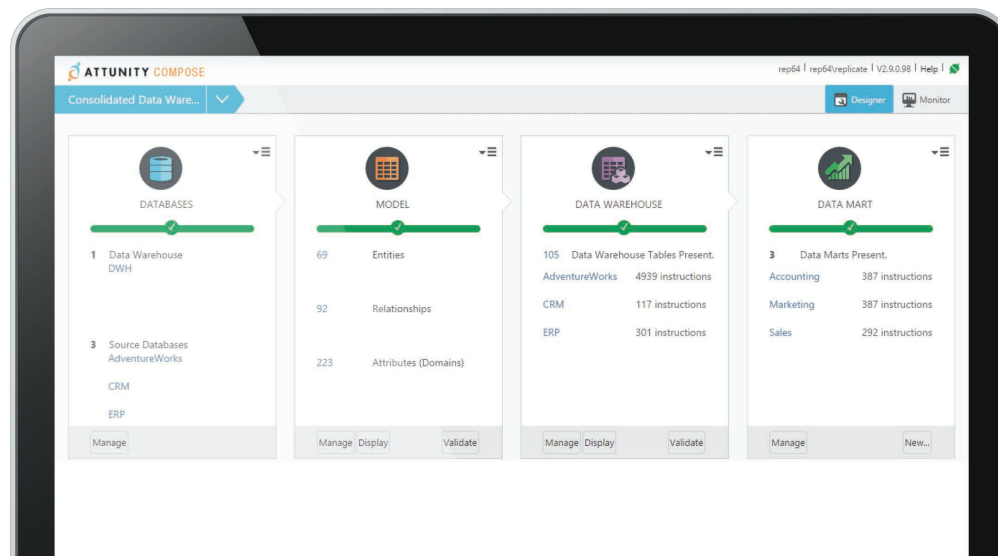 ATTUNITY COMPOSE
rep64 | rep64\replicate | V2.9.0.98 | Help |
Consolidated Data Ware...
Designer
Monitor
DATABASES
1 Data Warehouse
DWH
3 Source Databases
AdventureWorks
CRM
ERP
Manage
MODEL
69 Entities
92 Relationships
223 Attributes (Domains)
Manage Display Validate
DATA WAREHOUSE
105 Data Warehouse Tables Present.
AdventureWorks 4939 instructions
CRM 117 instructions
ERP 301 instructions
Manage Display Validate
DATA MART
3 Data Marts Present.
Accounting 387 instructions
Marketing 387 instructions
Sales 292 instructions
Manage New...